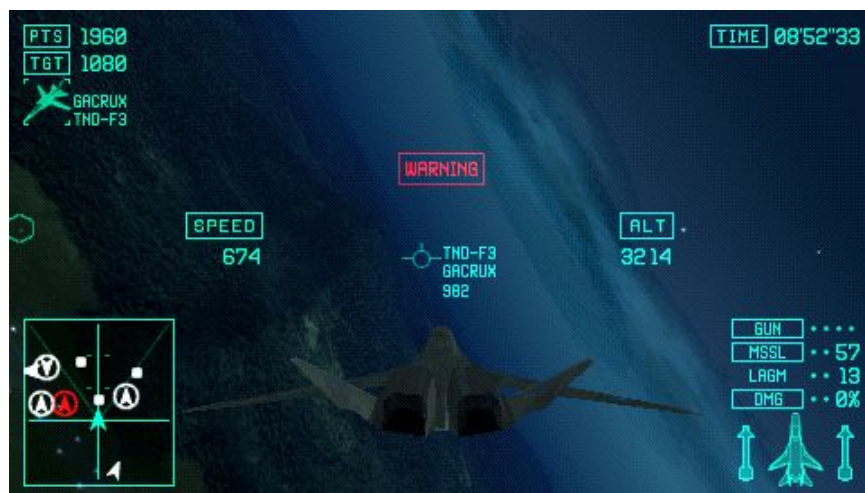 PTS 1960
TGT 1080
GACRUX
TND-F3
TIME 08'52"33
WARNING
SPEED
674
ALT
3214
TND-F3
GACRUX
982
GUN
MSSL 57
LAGM 13
DMG 0%